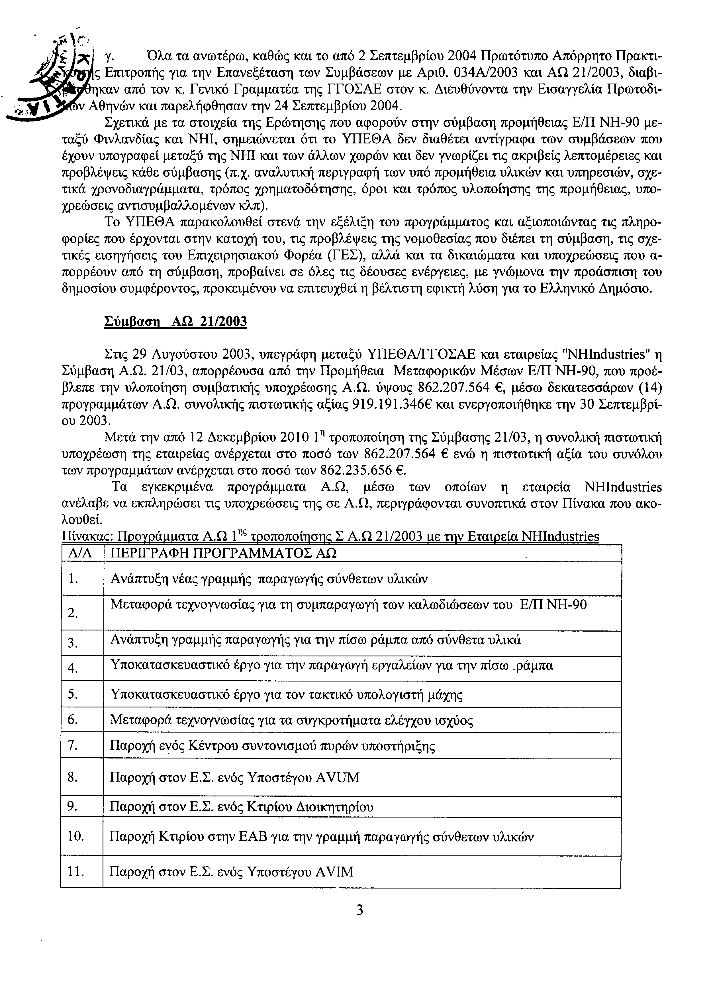 γ. Όλα τα ανωτέρω, καθώς και το από 2 Σεπτεμβρίου 2004 Πρωτότυπο Απόρρητο Πρακτι-
Επιτροπής για την Επανεξέταση των Συμβάσεων με Αριθ. 034Α/2003 και ΑΩ 21/2003, διαβι-
από τον κ. Γενικό Γραμματέα της ΓΓΟΣΑΕ στον κ. Διευθύνοντα την Εισαγγελία Πρωτοδι-
Αθηνών και παρελήφθησαν την 24 Σεπτεμβρίου 2004.
Σχετικά με τα στοιχεία της Ερώτησης που αφορούν στην σύμβαση προμήθειας Ε/Π ΝΗ-90 με-
ταξύ Φινλανδίας και ΝΗΙ, σημειώνεται ότι το ΥΠΕΘΑ δεν διαθέτει αντίγραφα των συμβάσεων που
έχουν υπογραφεί μεταξύ της ΝΗΙ και των άλλων χωρών και δεν γνωρίζει τις ακριβείς λεπτομέρειες και
προβλέψεις κάθε σύμβασης (π.χ. αναλυτική περιγραφή των υπό προμήθεια υλικών και υπηρεσιών, σχε-
τικά χρονοδιαγράμματα, τρόπος χρηματοδότησης, όροι και τρόπος υλοποίησης της προμήθειας, υπο-
χρεώσεις αντισυμβαλλομένων κλπ).
Το ΥΠΕΘΑ παρακολουθεί στενά την εξέλιξη του προγράμματος και αξιοποιώντας τις πληρο-
φορίες που έρχονται στην κατοχή του, τις προβλέψεις της νομοθεσίας που διέπει τη σύμβαση, τις σχε-
τικές εισηγήσεις του Επιχειρησιακού Φορέα (ΓΕΣ), αλλά και τα δικαιώματα και υποχρεώσεις που α-
πορρέουν από τη σύμβαση, προβαίνει σε όλες τις δέουσες ενέργειες, με γνώμονα την προάσπιση του
δημοσίου συμφέροντος, προκειμένου να επιτευχθεί η βέλτιστη εφικτή λύση για το Ελληνικό Δημόσιο.
Σύμβαση ΑΩ 21/2003
Στις 29 Αυγούστου 2003, υπεγράφη μεταξύ ΥΠΕΘΑ/ΓΓΟΣΑΕ και εταιρείας "NHIndustries" η
Σύμβαση Α.Ω. 21/03, απορρέουσα από την Προμήθεια Μεταφορικών Μέσων Ε/Π ΝΗ-90, που προέ-
βλεπε την υλοποίηση συμβατικής υποχρέωσης Α.Ω. ύψους 862.207.564 €, μέσω δεκατεσσάρων (14)
προγραμμάτων Α.Ω. συνολικής πιστωτικής αξίας 919.191.346€ και ενεργοποιήθηκε την 30 Σεπτεμβρί-
ου 2003.
Μετά την από 12 Δεκεμβρίου 2010 1η τροποποίηση της Σύμβασης 21/03, η συνολική πιστωτική
υποχρέωση της εταιρείας ανέρχεται στο ποσό των 862.207.564 € ενώ η πιστωτική αξία του συνόλου
των προγραμμάτων ανέρχεται στο ποσό των 862.235.656 €.
Τα εγκεκριμένα προγράμματα Α.Ω, μέσω των οποίων η εταιρεία NHIndustries
ανέλαβε να εκπληρώσει τις υποχρεώσεις της σε Α.Ω, περιγράφονται συνοπτικά στον Πίνακα που ακο-
λουθεί.
Πίνακας: Προγράμματα Α.Ω 1ης τροποποίησης Σ Α.Ω 21/2003 με την Εταιρεία NHIndustries
Α/Α ΠΕΡΙΓΡΑΦΗ ΠΡΟΓΡΑΜΜΑΤΟΣ ΑΩ
1. Ανάπτυξη νέας γραμμής παραγωγής σύνθετων υλικών
2. Μεταφορά τεχνογνωσίας για τη συμπαραγωγή των καλωδιώσεων του Ε/Π ΝΗ-90
3. Ανάπτυξη γραμμής παραγωγής για την πίσω ράμπα από σύνθετα υλικά
4. Υποκατασκευαστικό έργο για την παραγωγή εργαλείων για την πίσω ράμπα
5. Υποκατασκευαστικό έργο για τον τακτικό υπολογιστή μάχης
6. Μεταφορά τεχνογνωσίας για τα συγκροτήματα ελέγχου ισχύος
7. Παροχή ενός Κέντρου συντονισμού πυρών υποστήριξης
8. Παροχή στον Ε.Σ. ενός Υποστέγου AVUM
9. Παροχή στον Ε.Σ. ενός Κτιρίου Διοικητηρίου
10. Παροχή Κτιρίου στην ΕΑΒ για την γραμμή παραγωγής σύνθετων υλικών
11. Παροχή στον Ε.Σ. ενός Υποστέγου AVIM
3